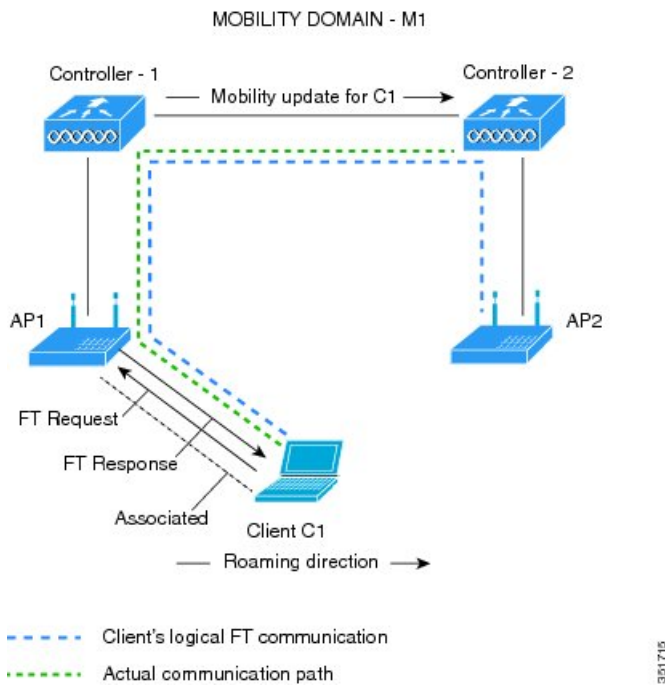 MOBILITY DOMAIN - M1
Controller - 1
Controller - 2
Mobility update for C1
AP1
AP2
FT Request
FT Response
Associated
Client C1
Roaming direction
Client's logical FT communication
Actual communication path
351715